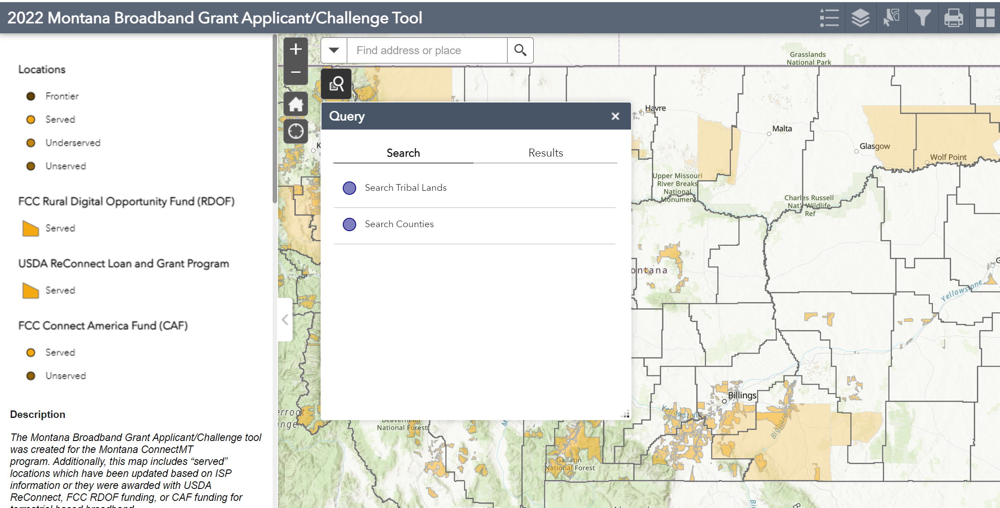 2022 Montana Broadband Grant Applicant/Challenge Tool
Locations
Frontier
Served
Underserved
Unserved
FCC Rural Digital Opportunity Fund (RDOF)
Served
USDA ReConnect Loan and Grant Program
Served
FCC Connect America Fund (CAF)
Served
Unserved
Description
The Montana Broadband Grant Applicant/Challenge tool
was created for the Montana ConnectMT
program. Additionally, this map includes “served”
locations which have been updated based on ISP
information or they were awarded with USDA
ReConnect, FCC RDOF funding, or CAF funding for
terrestrial based broadband
Find address or place
Query
Search
Results
Search Tribal Lands
Search Counties
Grasslands
National Park
Havre
Malta
Glasgow
Wolf Point
K
Upper Missouri
River Breaks
National
Monument
Charles Russell
Nat'l Wildlife
Ref
ontana
G
Yellowstone
Billings
Yellowstone
Bighorn
erroot
nge
Beaverhead
National Forest
M
Gallatin
National Forest
Bi
B